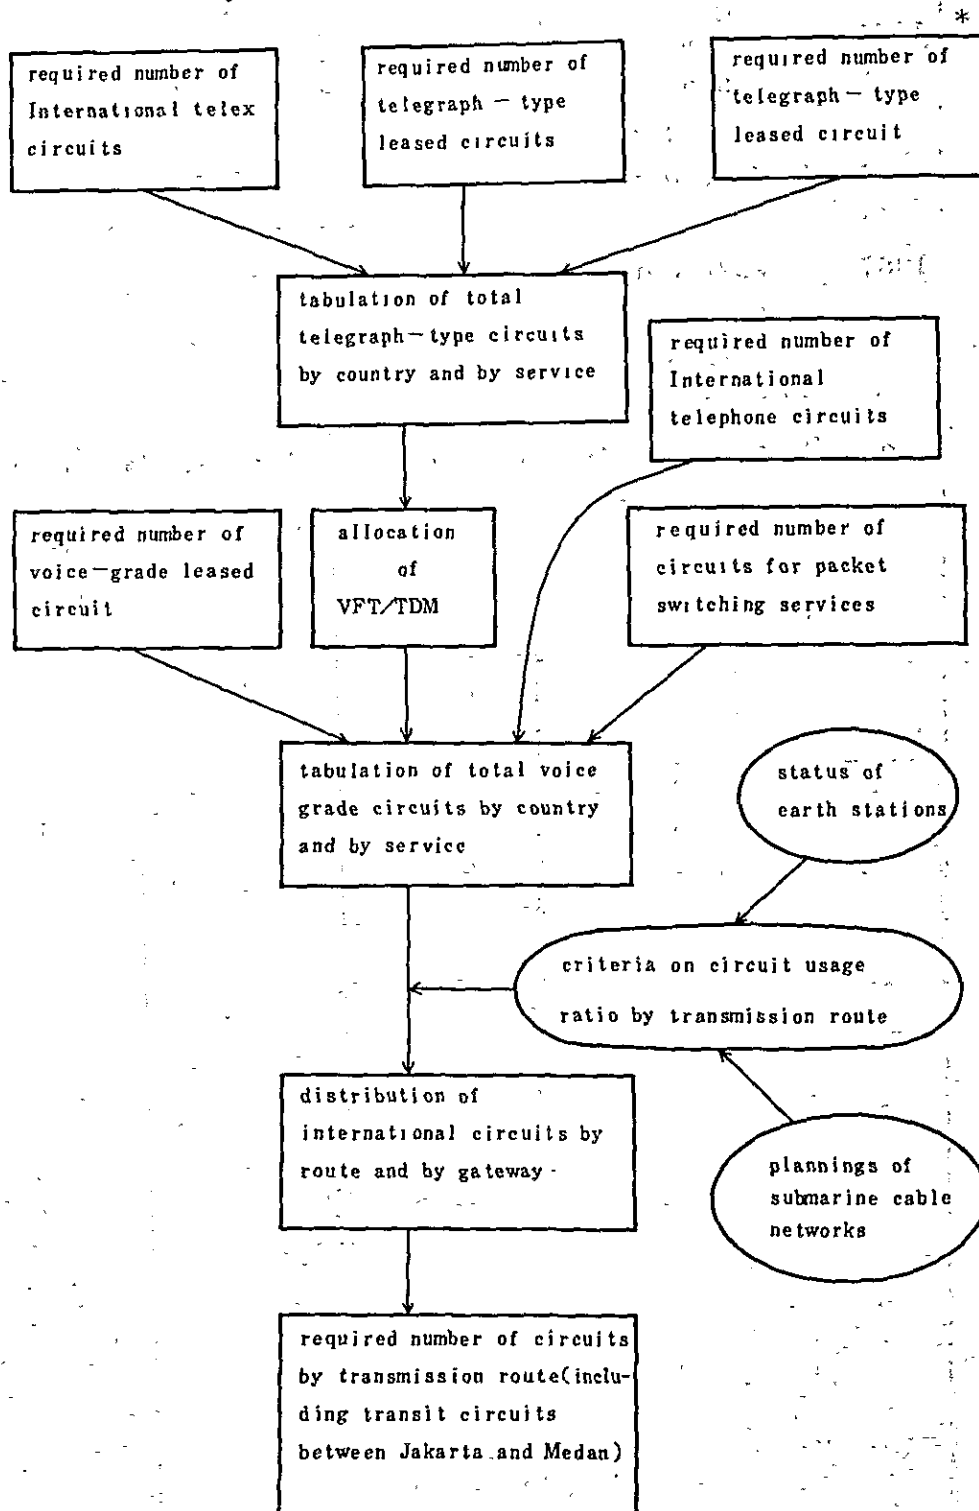 *
required number of
International telex
circuits
required number of
telegraph-type
leased circuits
required number of
telegraph-type
leased circuit
tabulation of total
telegraph-type circuits
by country and by service
required number of
International
telephone circuits
required number of
voice-grade leased
circuit
allocation
of
VFT/TDM
required number of
circuits for packet
switching services
tabulation of total voice
grade circuits by country
and by service
status of
earth stations
criteria on circuit usage
ratio by transmission route
distribution of
international circuits by
route and by gateway
plannings of
submarine cable
networks
required number of circuits
by transmission route(inclu-
ding transit circuits
between Jakarta and Medan)